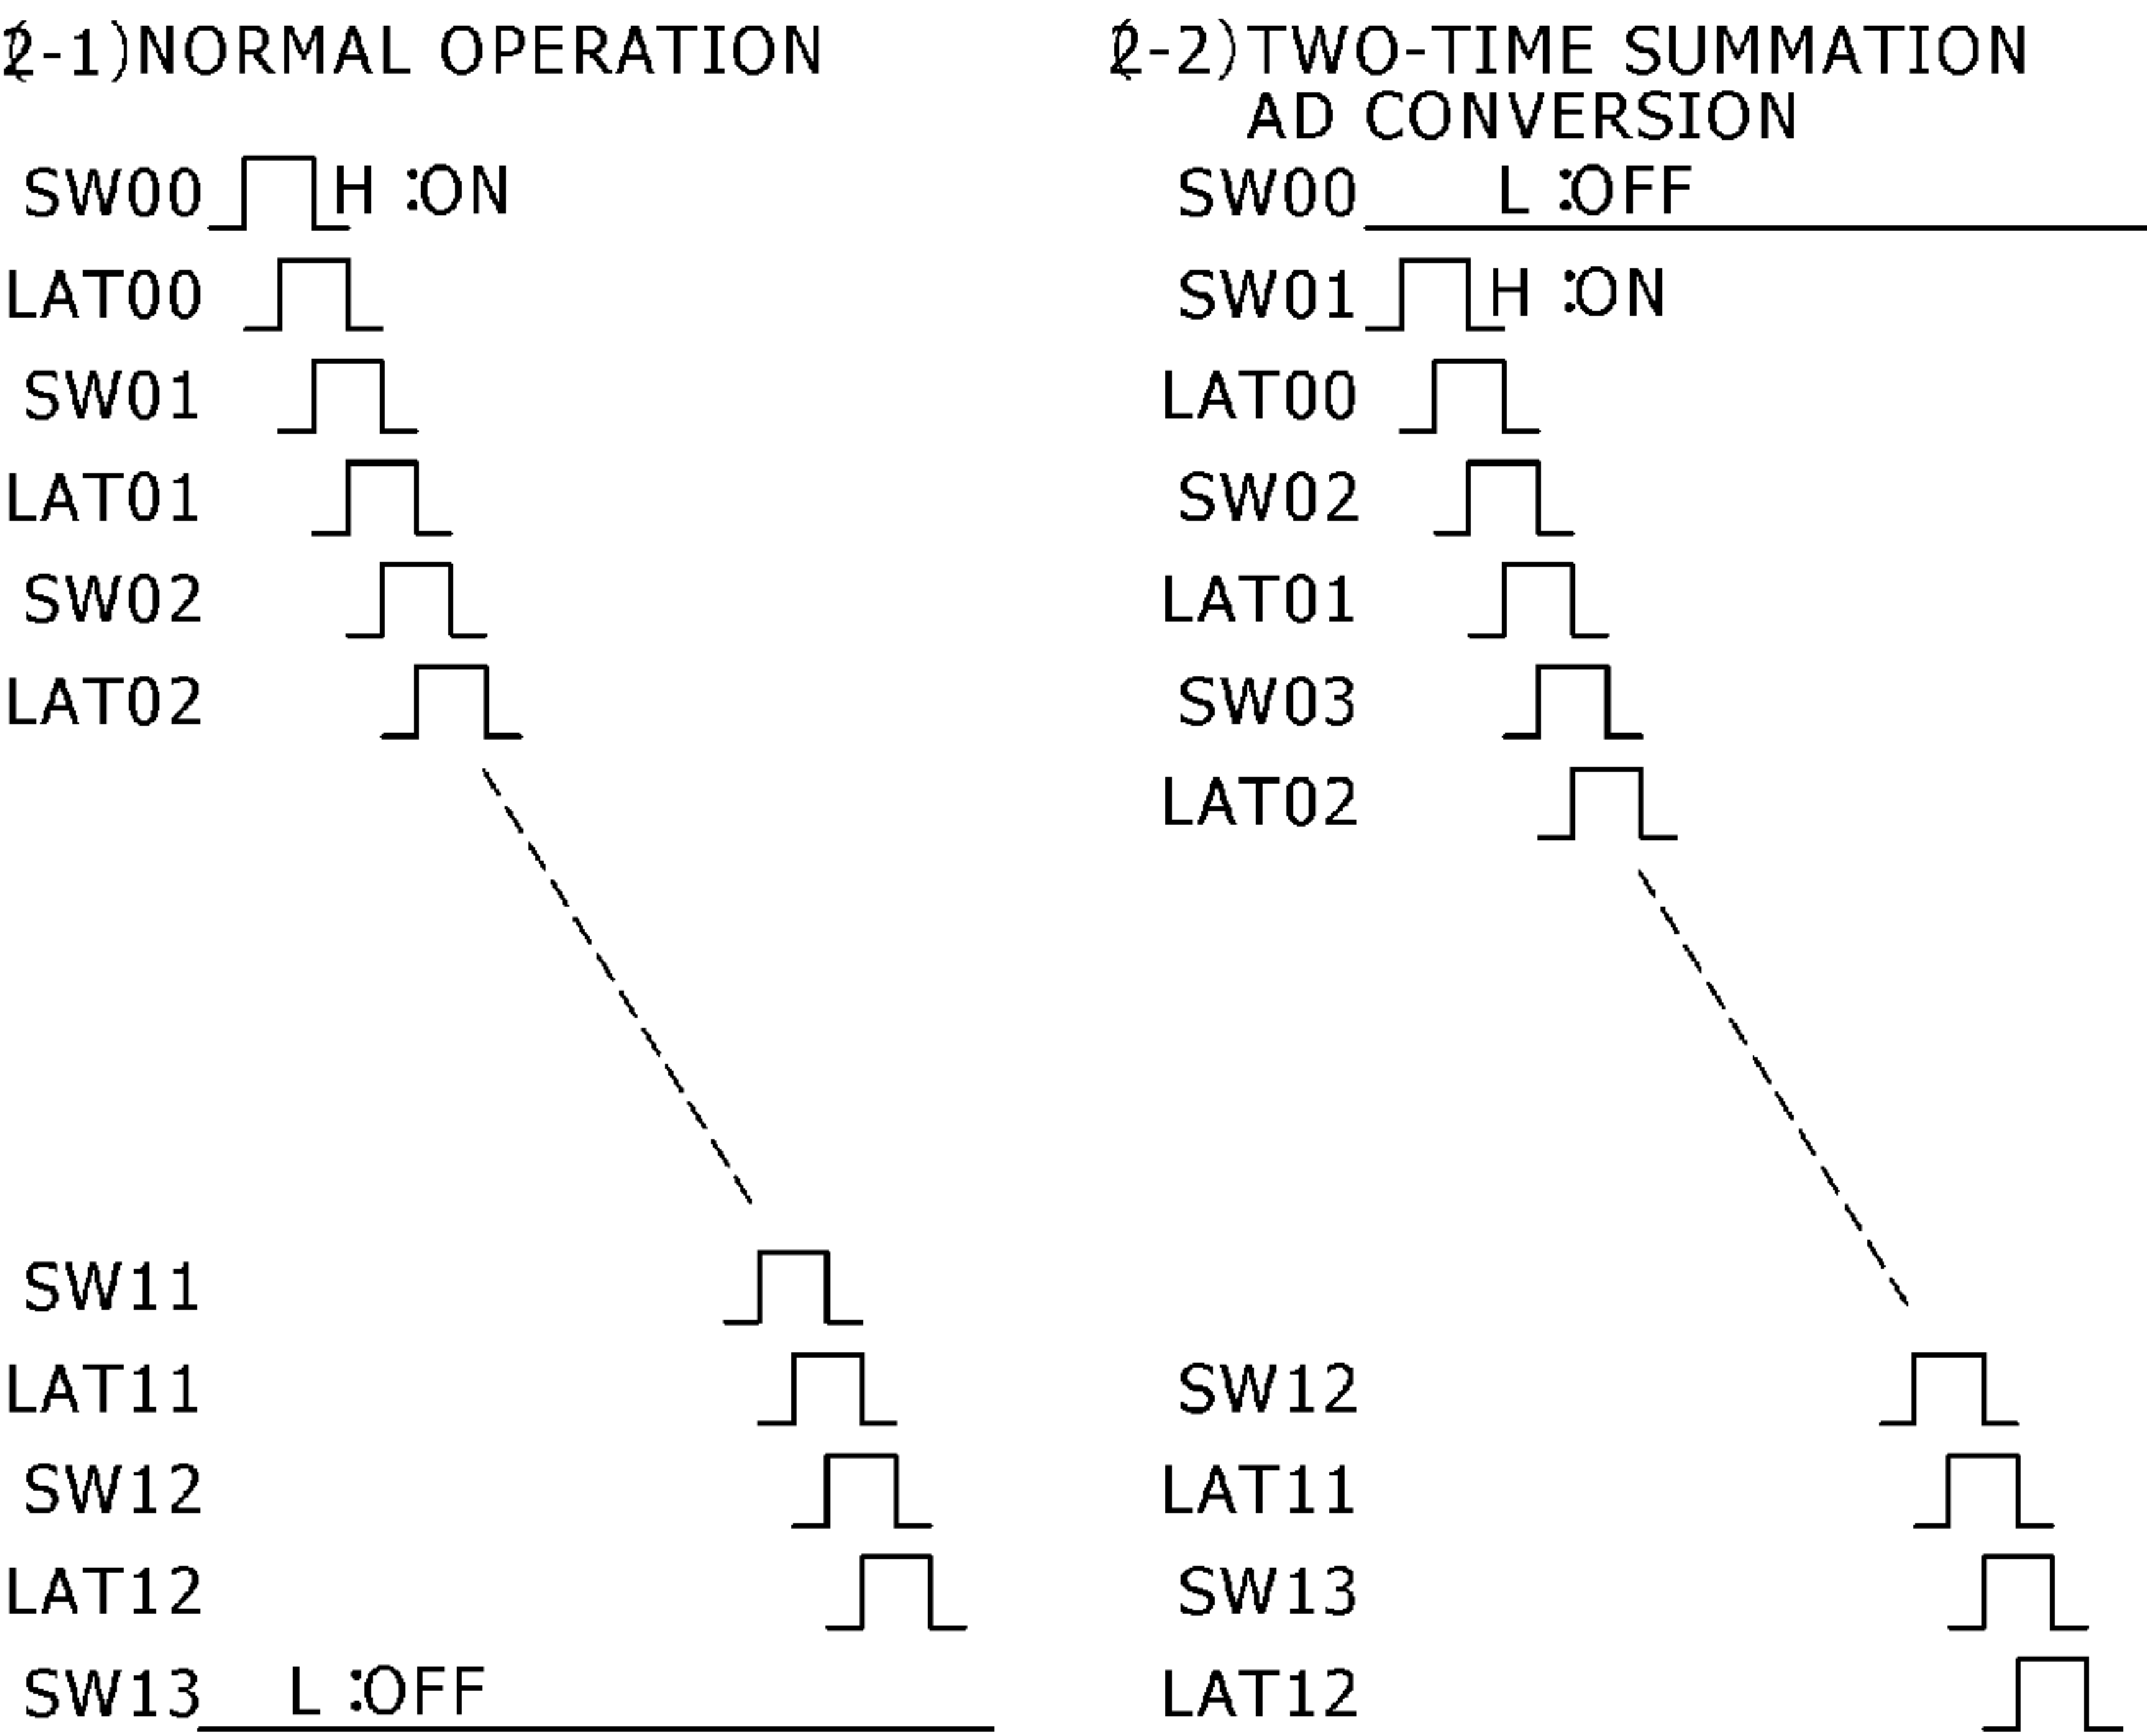 (2-1)NORMAL OPERATION
SW00 H :ON
LAT00
SW01
LAT01
SW02
LAT02
SW11
LAT11
SW12
LAT12
SW13 L :OFF
(2-2)TWO-TIME SUMMATION
AD CONVERSION
SW00 L :OFF
SW01 H :ON
LAT00
SW02
LAT01
SW03
LAT02
SW12
LAT11
SW13
LAT12